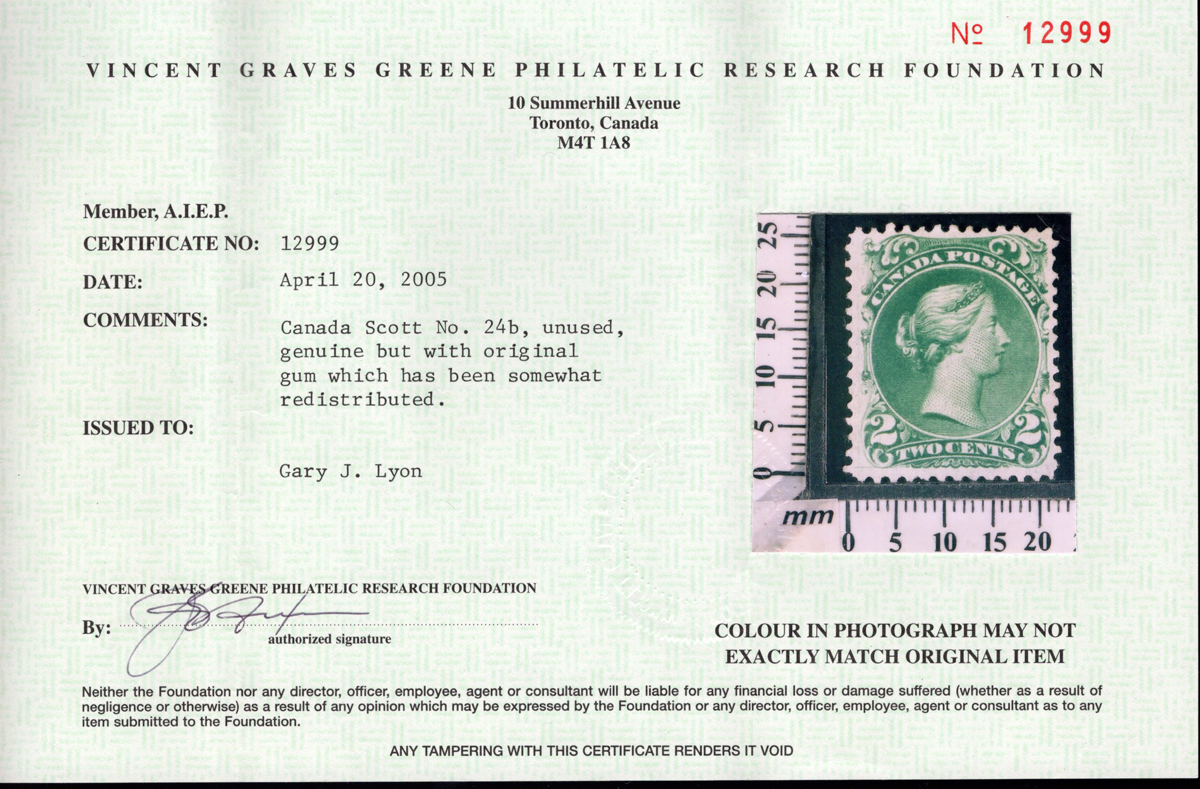 Nº 12999
VINCENT GRAVES GREENE PHILATELIC RESEARCH FOUNDATION
10 Summerhill Avenue
Toronto, Canada
M4T 1A8
Member, A.I.E.P.
CERTIFICATE NO: 12999
DATE: April 20, 2005
COMMENTS: Canada Scott No. 24b, unused,
genuine but with original
gum which has been somewhat
redistributed.
ISSUED TO:
Gary J. Lyon
25
20
15
10
5
0
CANADA POSTAGE
2 2
TWO CENTS
mm
0 5 10 15 20
VINCENT GRAVES GREENE PHILATELIC RESEARCH FOUNDATION
By:
authorized signature
COLOUR IN PHOTOGRAPH MAY NOT
EXACTLY MATCH ORIGINAL ITEM
Neither the Foundation nor any director, officer, employee, agent or consultant will be liable for any financial loss or damage suffered (whether as a result of
negligence or otherwise) as a result of any opinion which may be expressed by the Foundation or any director, officer, employee, agent or consultant as to any
item submitted to the Foundation.
ANY TAMPERING WITH THIS CERTIFICATE RENDERS IT VOID